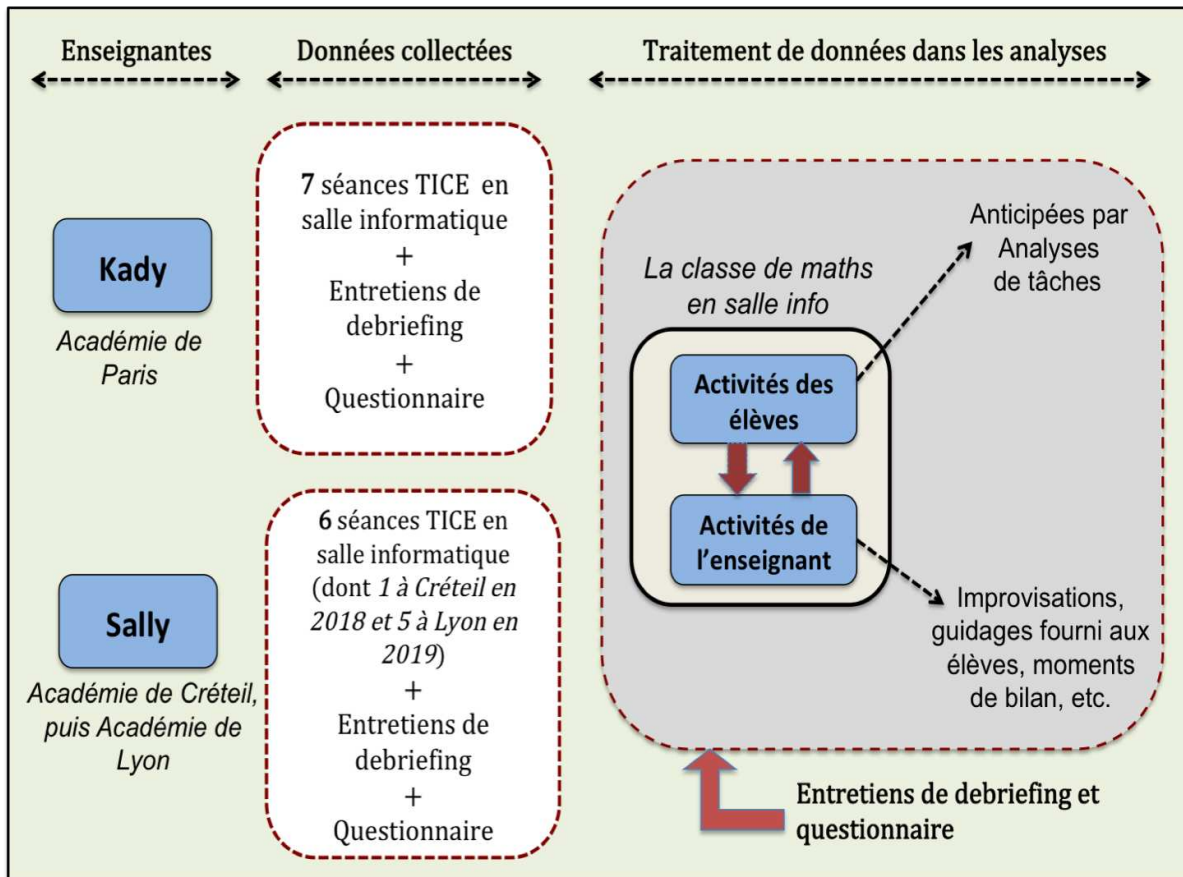 Enseignantes
Données collectées
Traitement de données dans les analyses
Kady
Académie de
Paris
7 séances TICE en
salle informatique
+
Entretiens de
debriefing
+
Questionnaire
Sally
Académie de Créteil,
puis Académie de
Lyon
6 séances TICE en
salle informatique
(dont 1 à Créteil en
2018 et 5 à Lyon en
2019)
+
Entretiens de
debriefing
+
Questionnaire
La classe de maths
en salle info
Activités des
élèves
Activités de
l'enseignant
Anticipées par
Analyses
de tâches
Improvisations,
guidages fourni aux
élèves, moments
de bilan, etc.
Entretiens de debriefing et
questionnaire